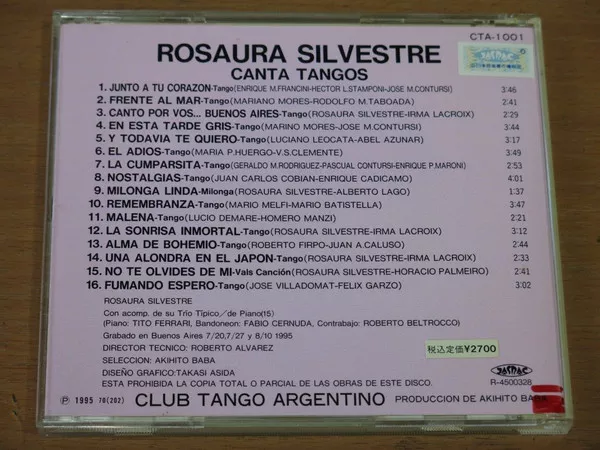 CTA-1001
JASRAC
ROSAURA SILVESTRE
CANTA TANGOS
1. JUNTO A TU CORAZON-Tango(ENRIQUE M.FRANCINI-HECTOR L.STAMPONI-JOSE M.CONTURSI) 3:46
2. FRENTE AL MAR-Tango(MARIANO MORES-RODOLFO M.TABOADA) 2:41
3. CANTO POR VOS... BUENOS AIRES-Tango(ROSAURA SILVESTRE-IRMA LACROIX) 2:29
4. EN ESTA TARDE GRIS-Tango(MARINO MORES-JOSE M.CONTURSI) 3:44
5. Y TODAVIA TE QUIERO-Tango(LUCIANO LEOCATA-ABEL AZUNAR) 3:17
6. EL ADIOS-Tango(MARIA P.HUERGO-V.S.CLEMENTE) 3:49
7. LA CUMPARSITA-Tango(GERALDO M.RODRIGUEZ-PASCUAL CONTURSI-ENRIQUE P.MARONI) 2:53
8. NOSTALGIAS-Tango(JUAN CARLOS COBIAN-ENRIQUE CADICAMO) 4:01
9. MILONGA LINDA-Milonga(ROSAURA SILVESTRE-ALBERTO LAGO) 1:37
10. REMEMBRANZA-Tango(MARIO MELFI-MARIO BATISTELLA) 3:47
11. MALENA-Tango(LUCIO DEMARE-HOMERO MANZI) 2:21
12. LA SONRISA INMORTAL-Tango(ROSAURA SILVESTRE-IRMA LACROIX) 3:12
13. ALMA DE BOHEMIO-Tango(ROBERTO FIRPO-JUAN A.CALUSO) 2:44
14. UNA ALONDRA EN EL JAPON-Tango(ROSAURA SILVESTRE-IRMA LACROIX) 2:33
15. NO TE OLVIDES DE MI-Vals Canción(ROSAURA SILVESTRE-HORACIO PALMEIRO) 2:41
16. FUMANDO ESPERO-Tango(JOSE VILLADOMAT-FELIX GARZO) 3:02
ROSAURA SILVESTRE
Con acomp. de su Trío Típico/de Piano(15)
(Piano: TITO FERRARI, Bandoneon: FABIO CERNUDA, Contrabajo: ROBERTO BELTROCCO)
Grabado en Buenos Aires 7/20,7/27 y 8/10 1995
DIRECTOR TECNICO: ROBERTO ALVAREZ
SELECCION: AKIHITO BABA
DISEÑO GRAFICO:TAKASI ASIDA
ESTA PROHIBIDA LA COPIA TOTAL O PARCIAL DE LAS OBRAS DE ESTE DISCO.
税込定価¥2700
JASRAC
R-4500328
Ⓟ 1995 70(202) CLUB TANGO ARGENTINO PRODUCCION DE AKIHITO BABA